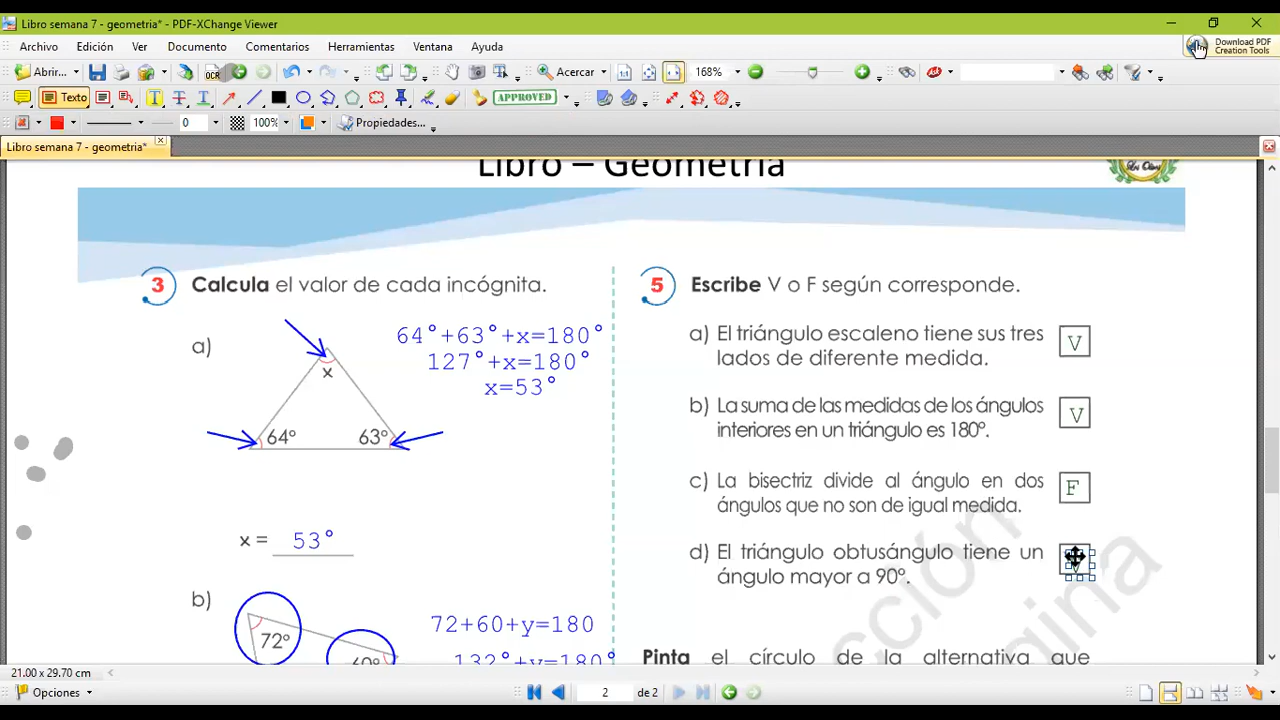 Libro semana 7 - geometria* - PDF-XChange Viewer
Archivo Edición Ver Documento Comentarios Herramientas Ventana Ayuda
Download PDF
Creation Tools
Abrir... OCR Acercar 168%
Texto APPROVED
0 100% Propiedades...
Libro semana 7 - geometria*
Libro – Geometría
Los Olivos
3 Calcula el valor de cada incógnita.
a)
64°+63°+x=180°
127°+x=180°
x=53°
x
64° 63°
x = 53°
b)
72+60+y=180
72°
60°
132°+y=180°
5 Escribe V o F según corresponde.
a) El triángulo escaleno tiene sus tres
lados de diferente medida.
V
b) La suma de las medidas de los ángulos
interiores en un triángulo es 180°.
V
c) La bisectriz divide al ángulo en dos
ángulos que no son de igual medida.
F
d) El triángulo obtusángulo tiene un
ángulo mayor a 90°.
V
Pinta el círculo de la alternativa que
21.00 x 29.70 cm
Opciones 2 de 2